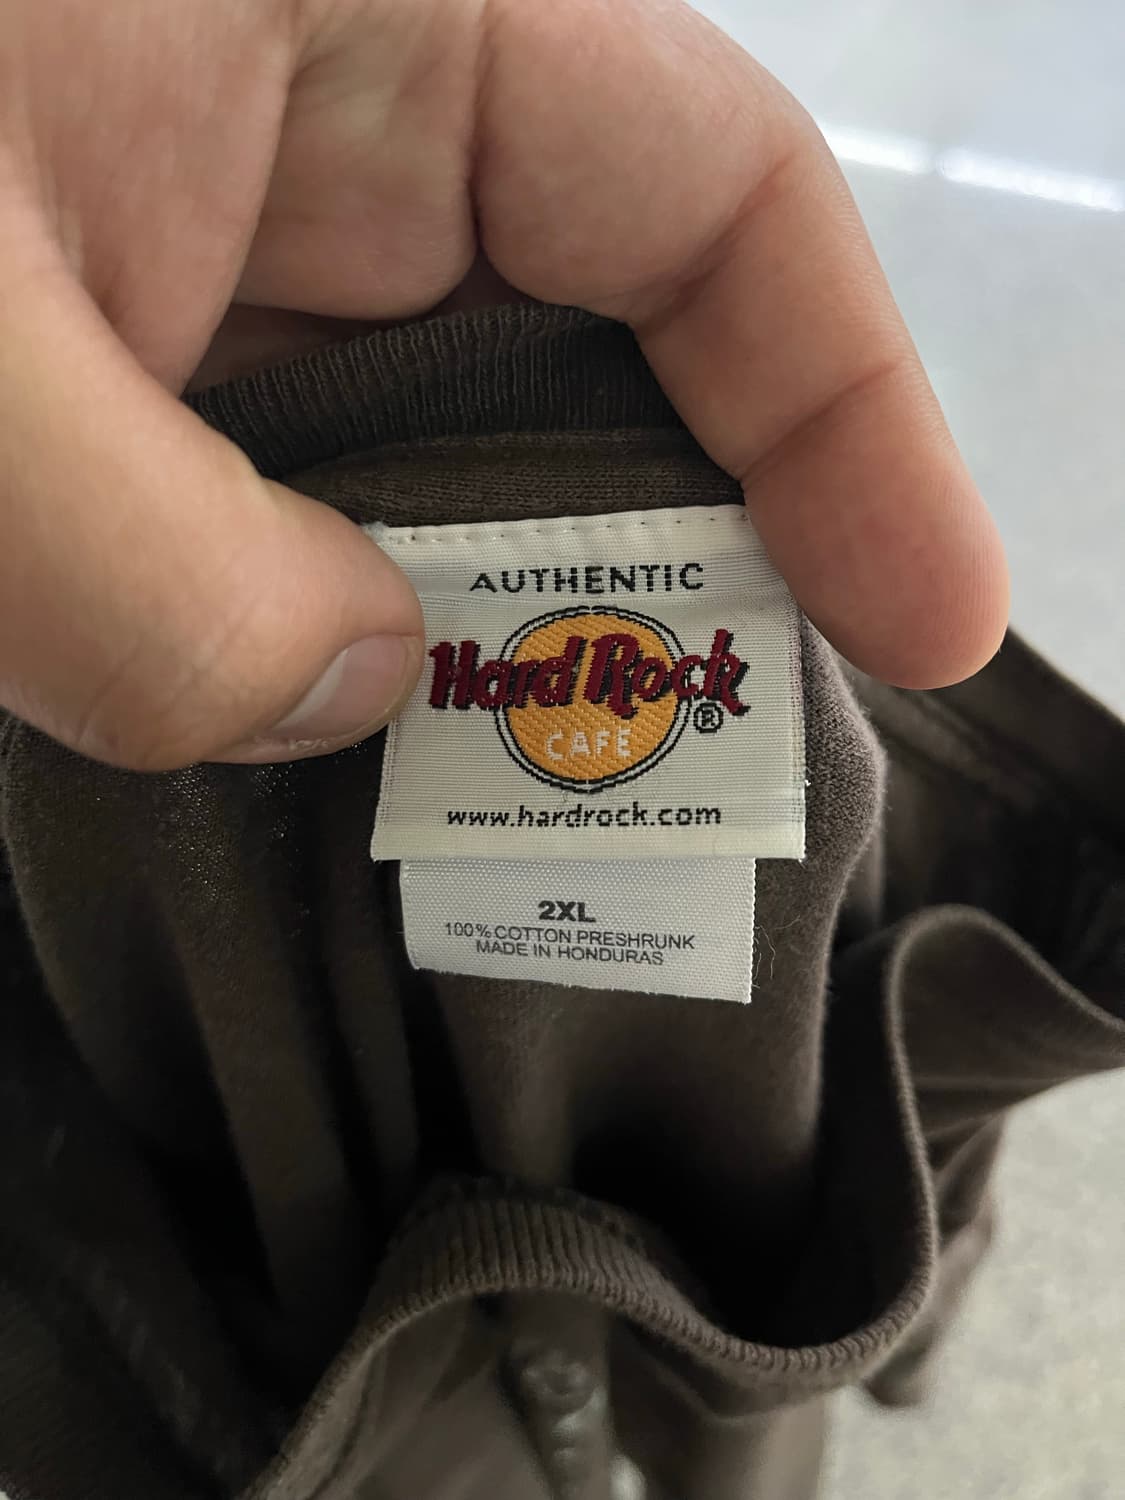 AUTHENTIC
Hard Rock ®
CAFE
www.hardrock.com
2XL
100% COTTON PRESHRUNK
MADE IN HONDURAS